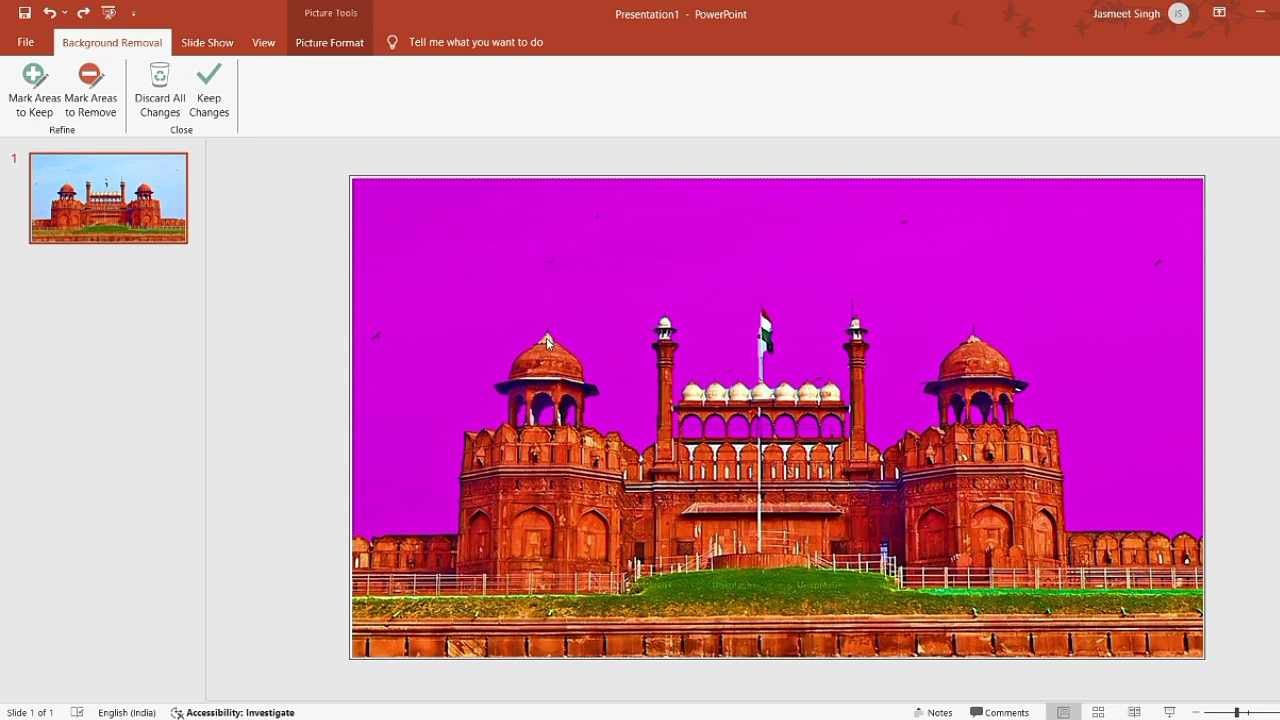 Picture Tools
Presentation1 - PowerPoint
Jasmeet Singh JS
File Background Removal Slide Show View Picture Format Tell me what you want to do
Mark Areas to Keep
Mark Areas to Remove
Discard All Changes
Keep Changes
Refine
Close
1
Slide 1 of 1 English (India) Accessibility: Investigate Notes Comments